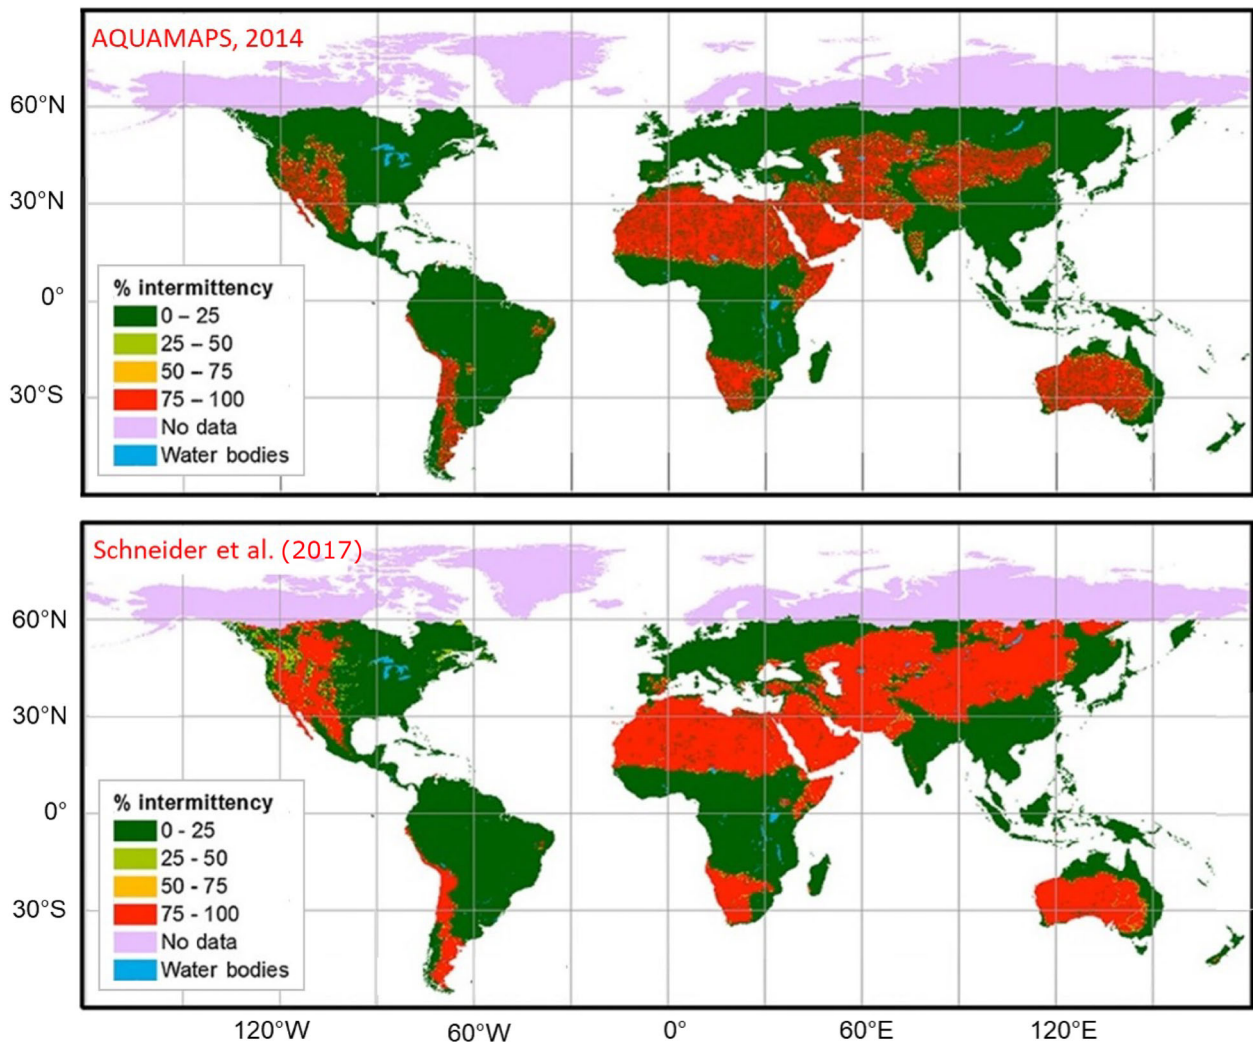 AQUAMAPS, 2014
60°N
30°N
0°
30°S
% intermittency
0 – 25
25 – 50
50 – 75
75 – 100
No data
Water bodies
Schneider et al. (2017)
60°N
30°N
0°
30°S
% intermittency
0 - 25
25 - 50
50 - 75
75 - 100
No data
Water bodies
120°W 60°W 0° 60°E 120°E